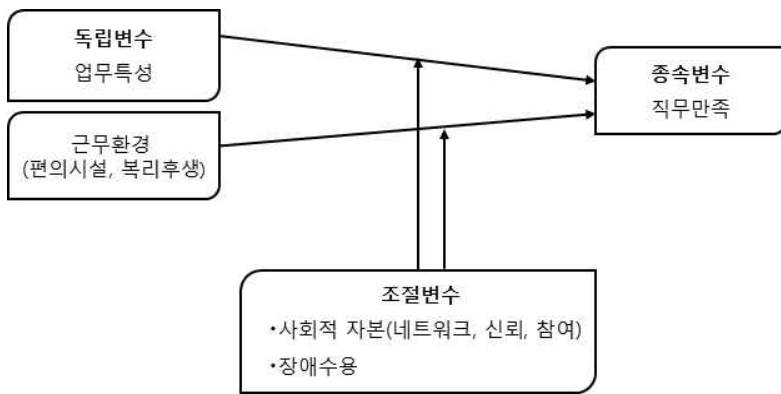 독립변수
업무특성
근무환경
(편의시설, 복리후생)
종속변수
직무만족
조절변수
•사회적 자본(네트워크, 신뢰, 참여)
•장애수용